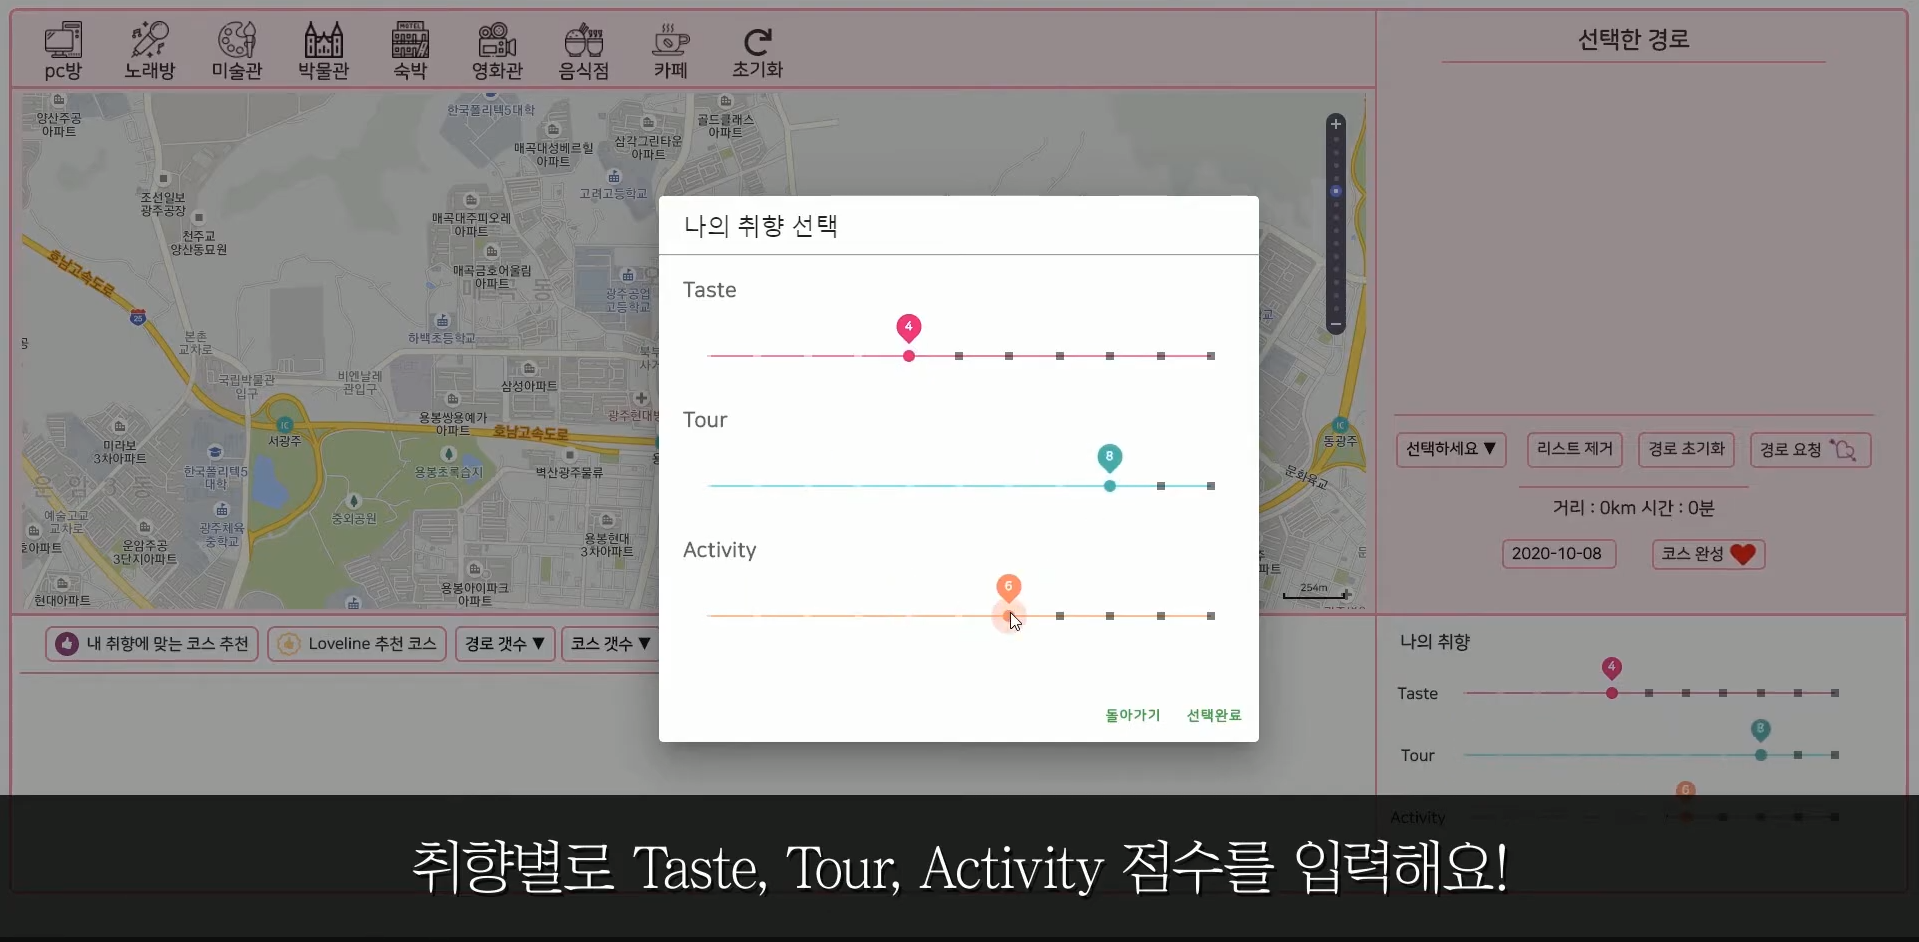 pc방
노래방
미술관
박물관
MOTEL
숙박
영화관
음식점
카페
초기화
선택한 경로
양산주공
아파트
한국폴리텍5대학
매곡대성베르힐
아파트
삼각그린타운
아파트
골드클래스
아파트
조선일보
광주공장
천주교
양산동묘원
고려고등학교
매곡대주피오레
아파트
매곡금호어울림
아파트
광주공업
고등학교
호남고속도로
25
본촌
교차로
하백초등학교
국립박물관
입구
비엔날레
관입구
삼성아파트
용봉쌍용예가
아파트
광주현대병
호남고속도로
IC
서광주
미라보
3차아파트
한국폴리텍5
대학
용봉초록습지
벽산광주물류
운암3동
중외공원
예술고교
교차로
광주체육
중학교
운암주공
3단지아파트
용봉현대
3차아파트
용봉아이파크
아파트
현대아파트
IC
동광주
문화육교
254m
나의 취향 선택
Taste
4
Tour
8
Activity
6
돌아가기
선택완료
선택하세요 ▼
리스트 제거
경로 초기화
경로 요청
거리 : 0km 시간 : 0분
2020-10-08
코스 완성
내 취향에 맞는 코스 추천
Loveline 추천 코스
경로 갯수 ▼
코스 갯수 ▼
나의 취향
4
Taste
8
Tour
6
Activity
취향별로 Taste, Tour, Activity 점수를 입력해요!